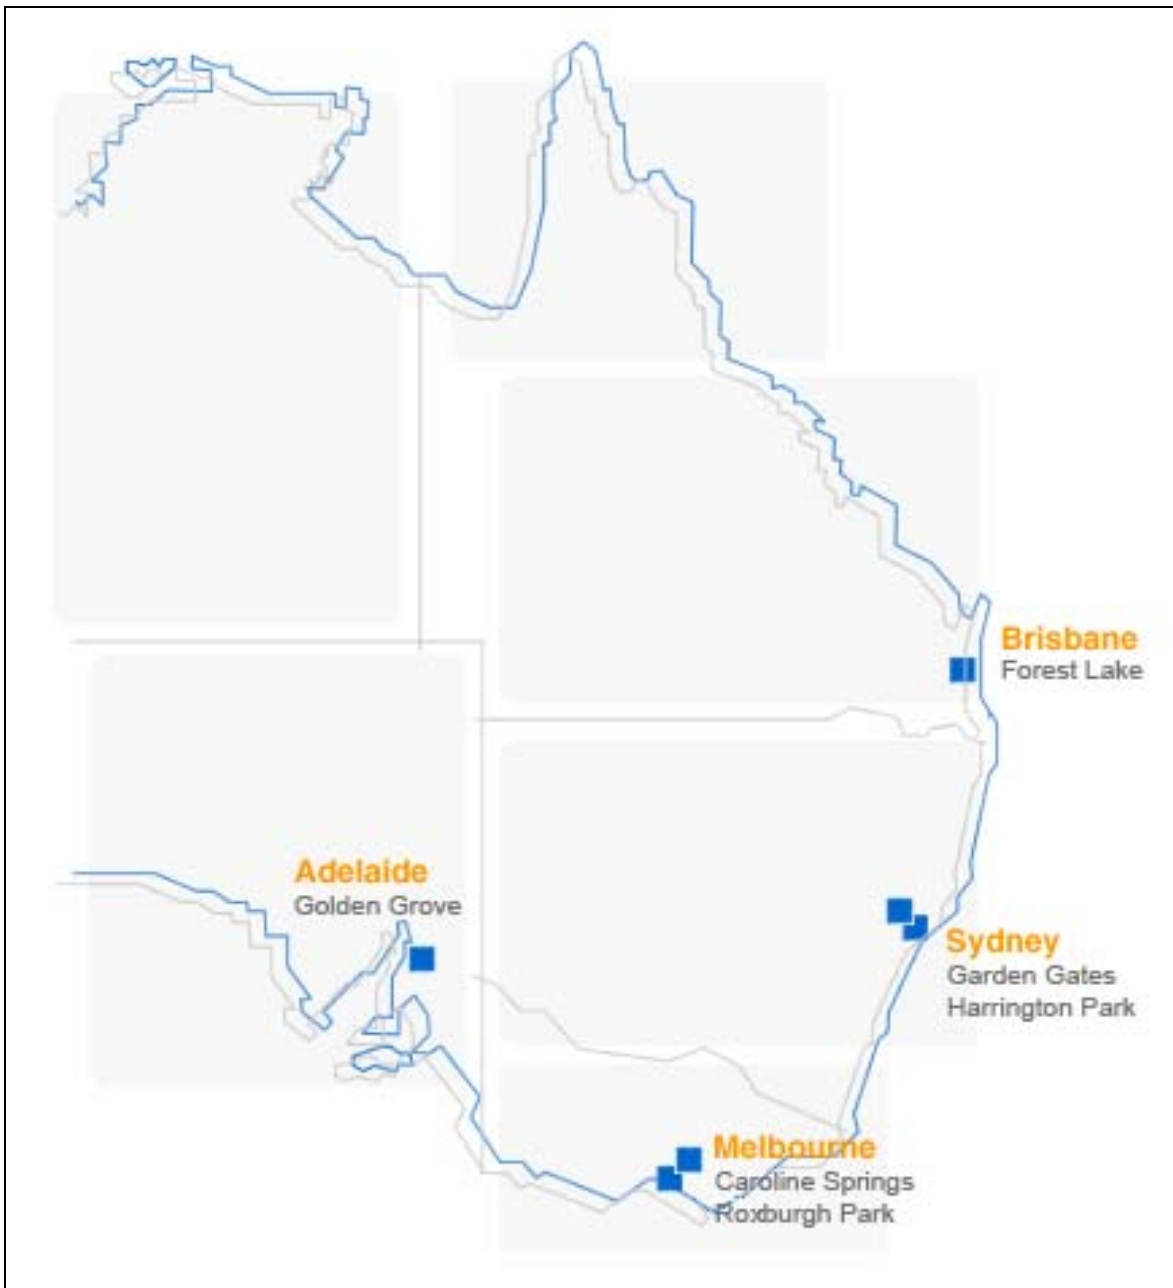 Brisbane
Forest Lake
Adelaide
Golden Grove
Sydney
Garden Gates
Harrington Park
Melbourne
Caroline Springs
Roxburgh Park